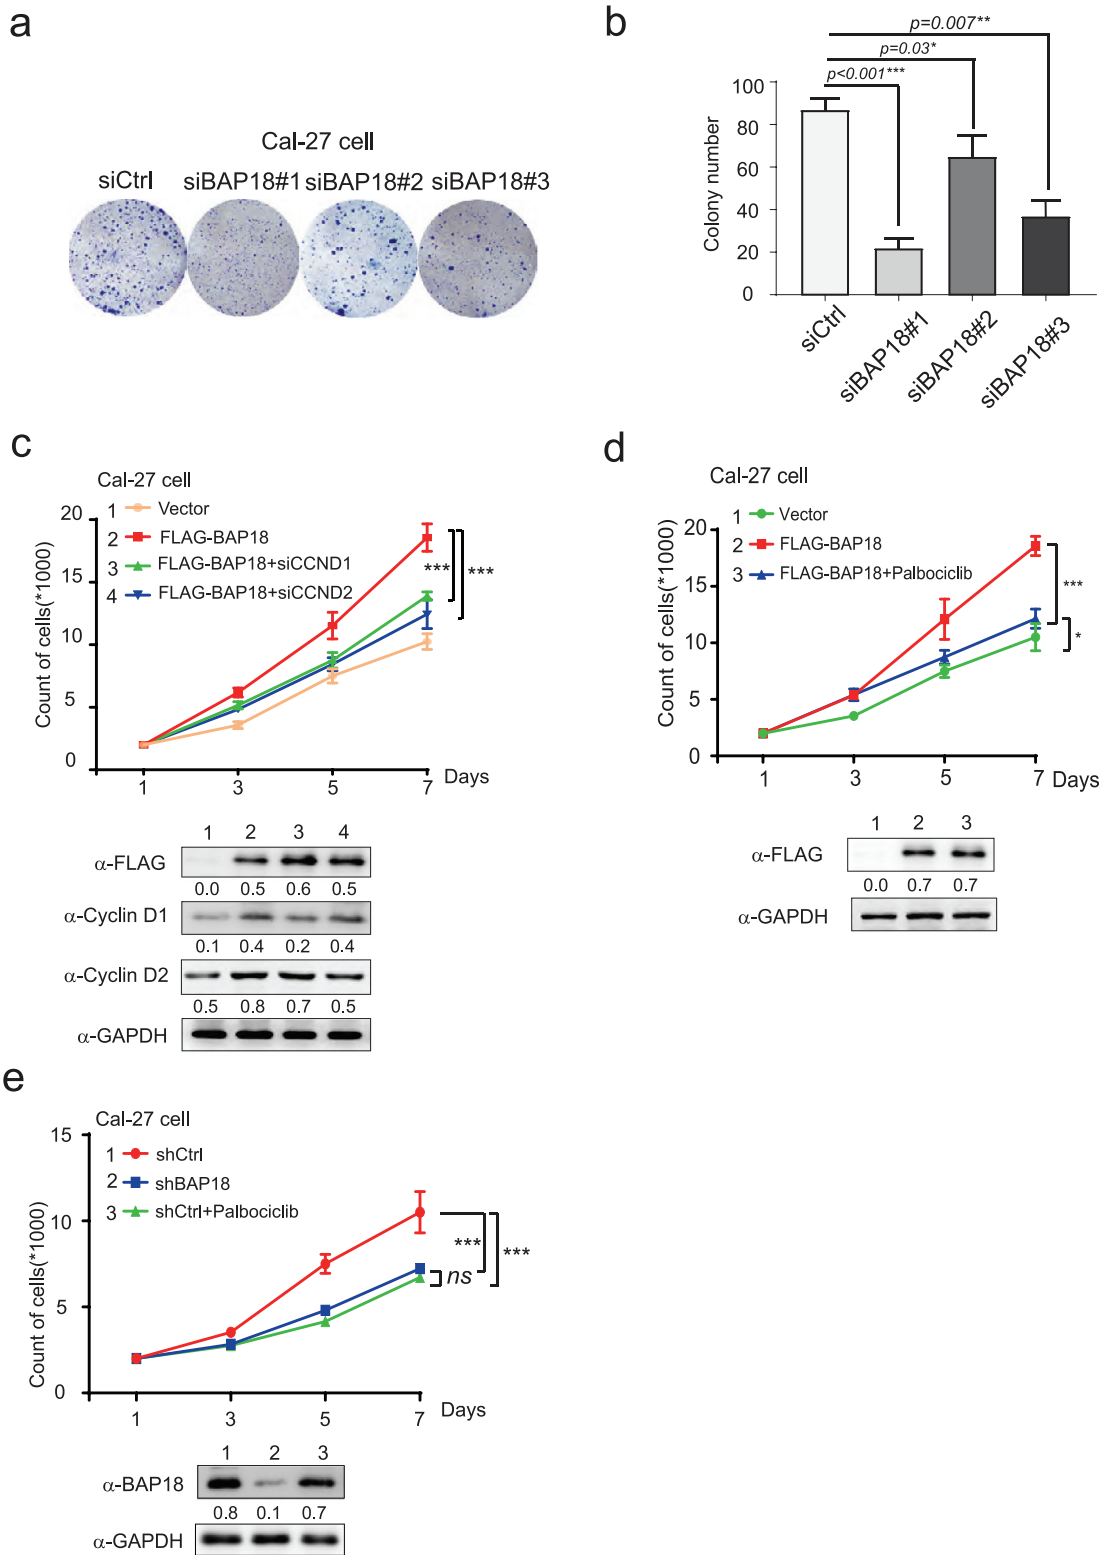 a
Cal-27 cell
siCtrl siBAP18#1 siBAP18#2 siBAP18#3
b
p=0.007**
p=0.03*
p<0.001***
Colony number
100
80
60
40
20
0
siCtrl
siBAP18#1
siBAP18#2
siBAP18#3
c
Cal-27 cell
1 Vector
2 FLAG-BAP18
3 FLAG-BAP18+siCCND1
4 FLAG-BAP18+siCCND2
Count of cells(*1000)
20
15
10
5
0
*** ***
1 3 5 7 Days
1 2 3 4
α-FLAG
0.0 0.5 0.6 0.5
α-Cyclin D1
0.1 0.4 0.2 0.4
α-Cyclin D2
0.5 0.8 0.7 0.5
α-GAPDH
d
Cal-27 cell
1 Vector
2 FLAG-BAP18
3 FLAG-BAP18+Palbociclib
Count of cells(*1000)
20
15
10
5
0
***
*
1 3 5 7 Days
1 2 3
α-FLAG
0.0 0.7 0.7
α-GAPDH
e
Cal-27 cell
1 shCtrl
2 shBAP18
3 shCtrl+Palbociclib
Count of cells(*1000)
15
10
5
0
*** ***
ns
1 3 5 7 Days
1 2 3
α-BAP18
0.8 0.1 0.7
α-GAPDH